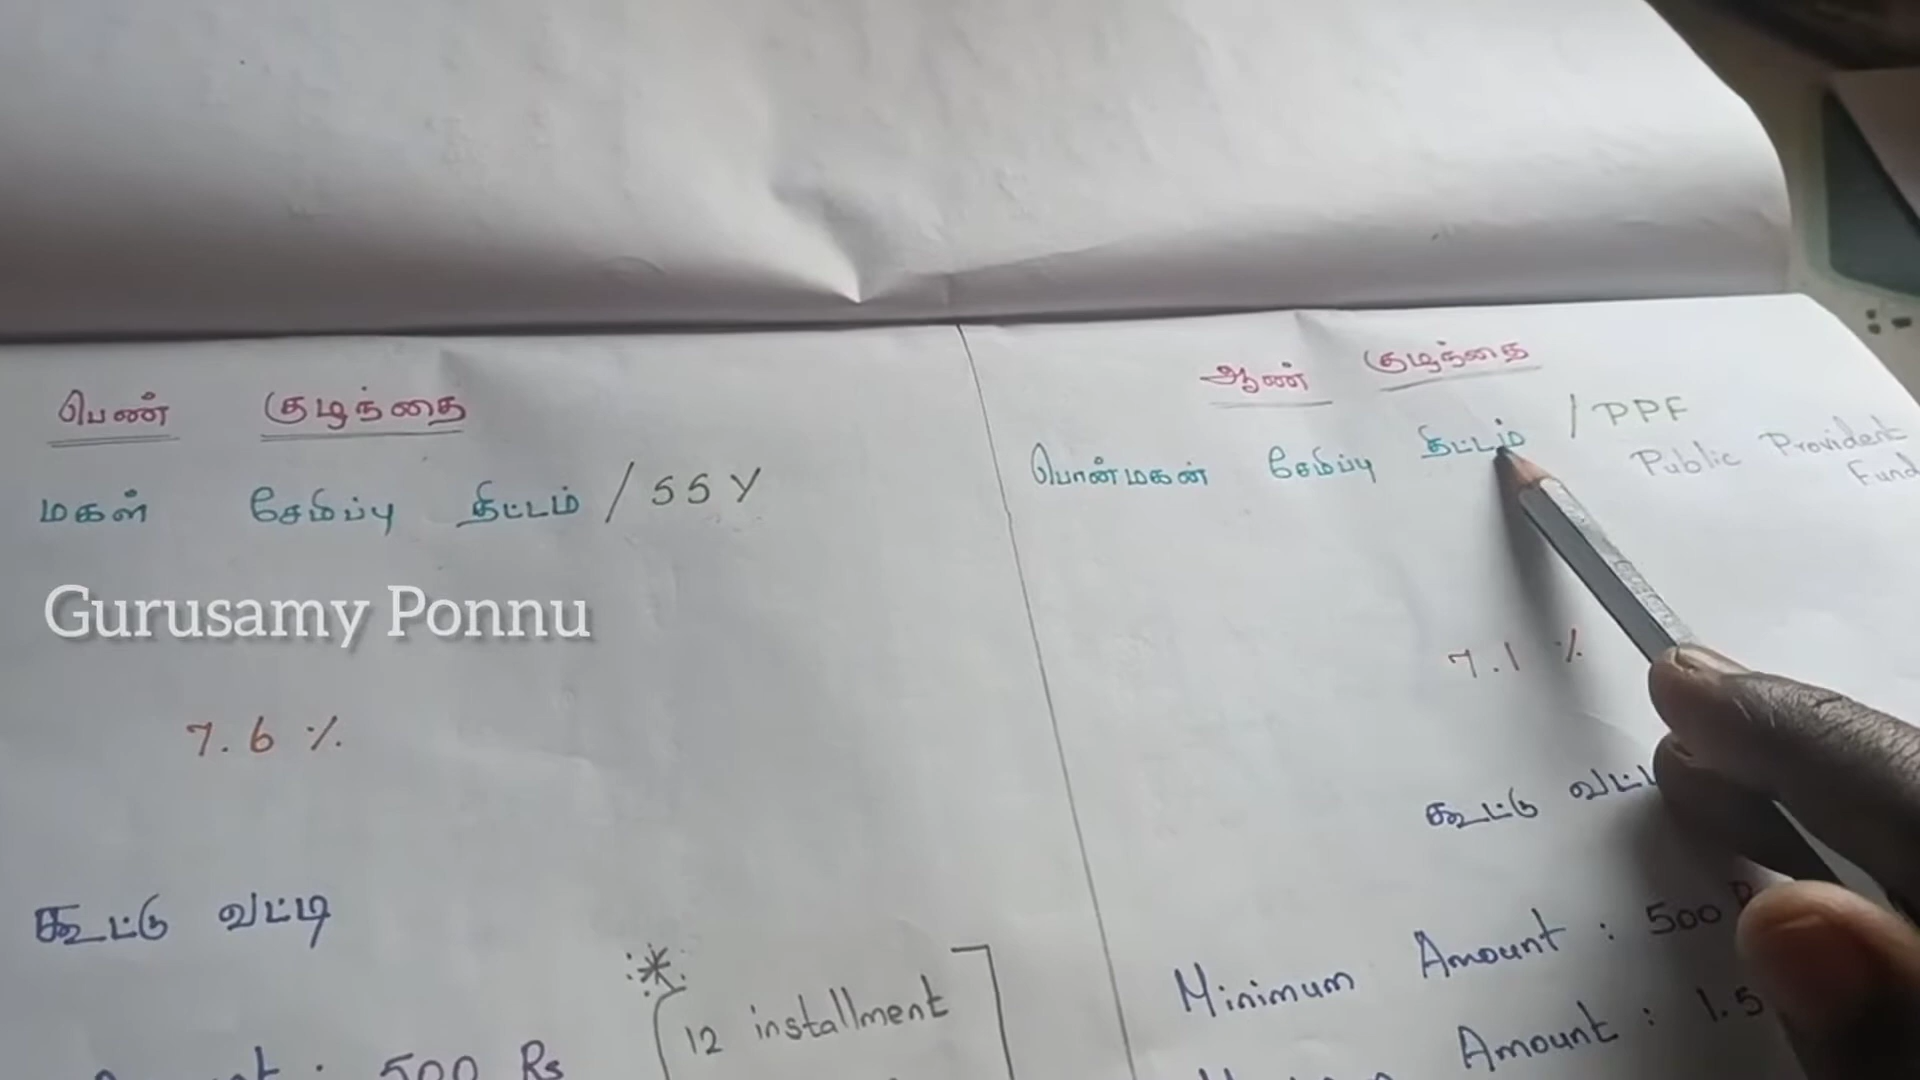 பெண் குழந்தை
மகள் சேமிப்பு திட்டம் / SSY
Gurusamy Ponnu
7.6 %
கூட்டு வட்டி
12 installment
500 Rs
ஆண் குழந்தை
பொன்மகன் சேமிப்பு திட்டம் / PPF
Public Provident
Fund
7.1 %
கூட்டு
Minimum Amount : 500
Amount : 1.5